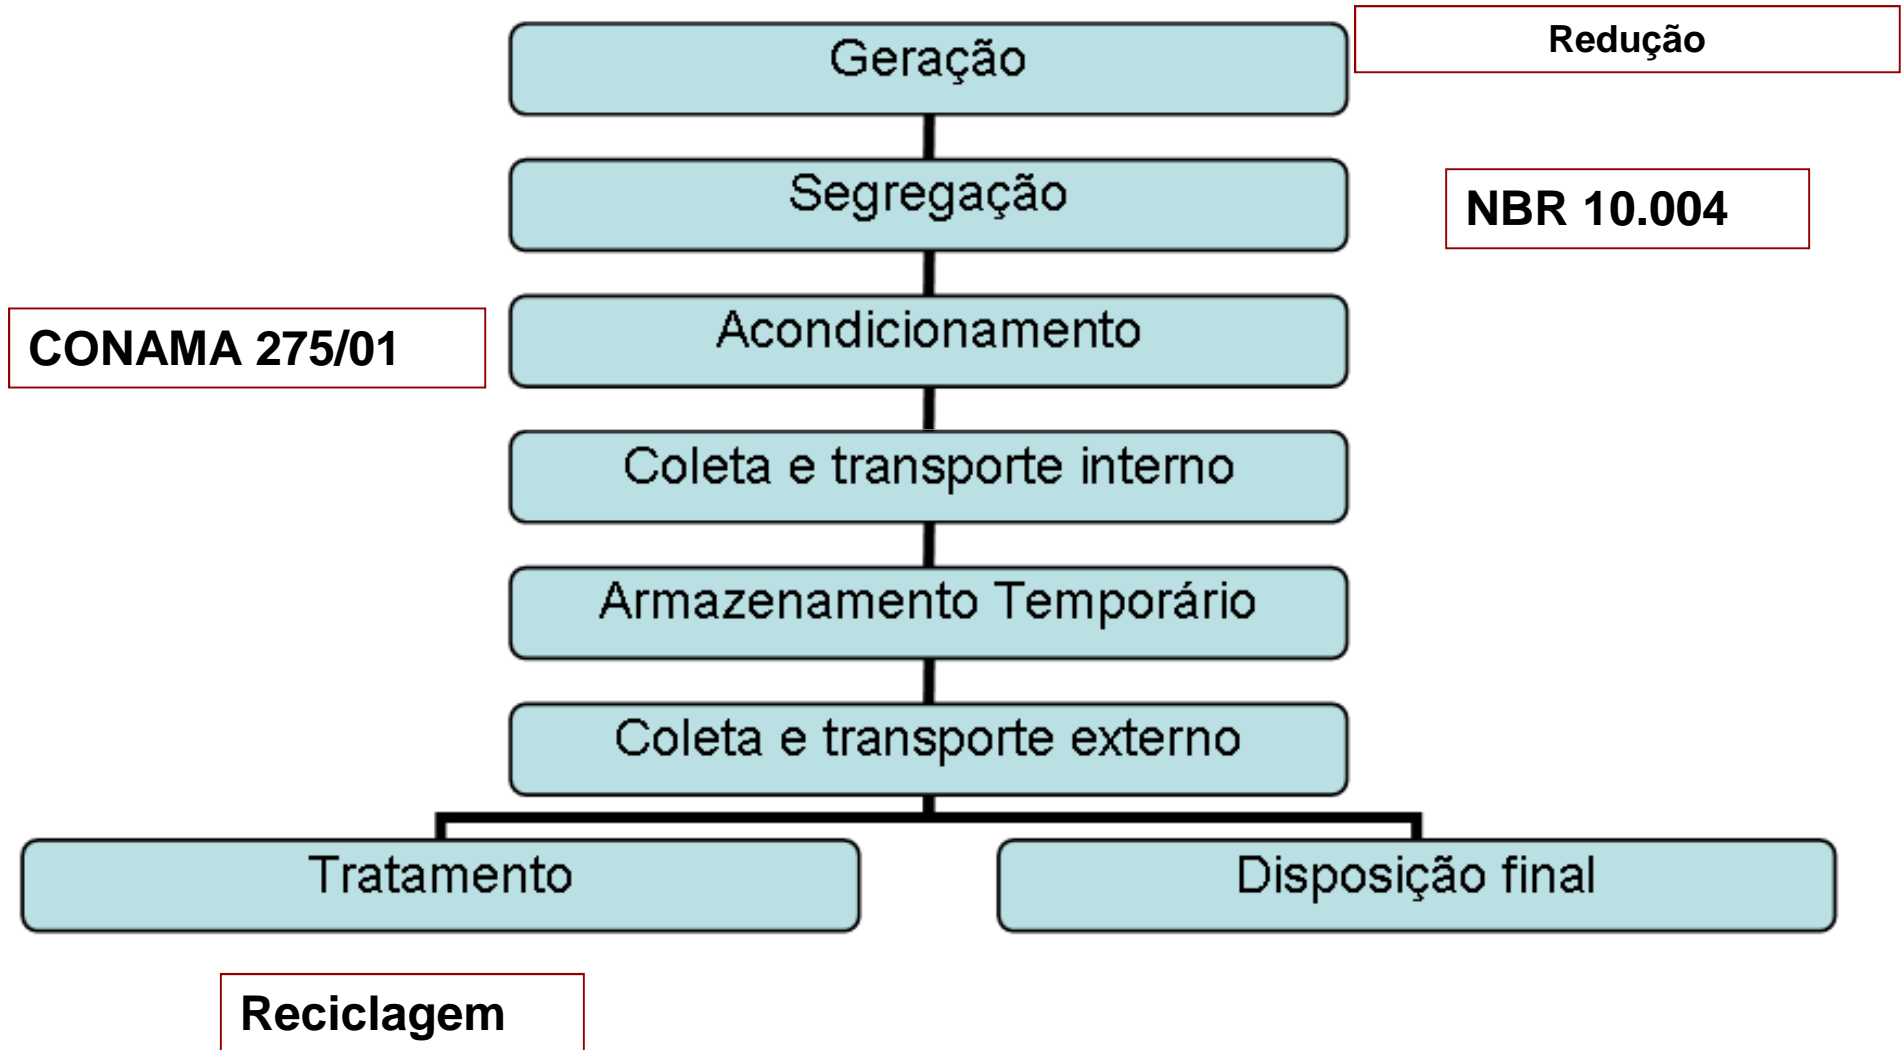 Geração
Redução
Segregação
NBR 10.004
CONAMA 275/01
Acondicionamento
Coleta e transporte interno
Armazenamento Temporário
Coleta e transporte externo
Tratamento
Disposição final
Reciclagem